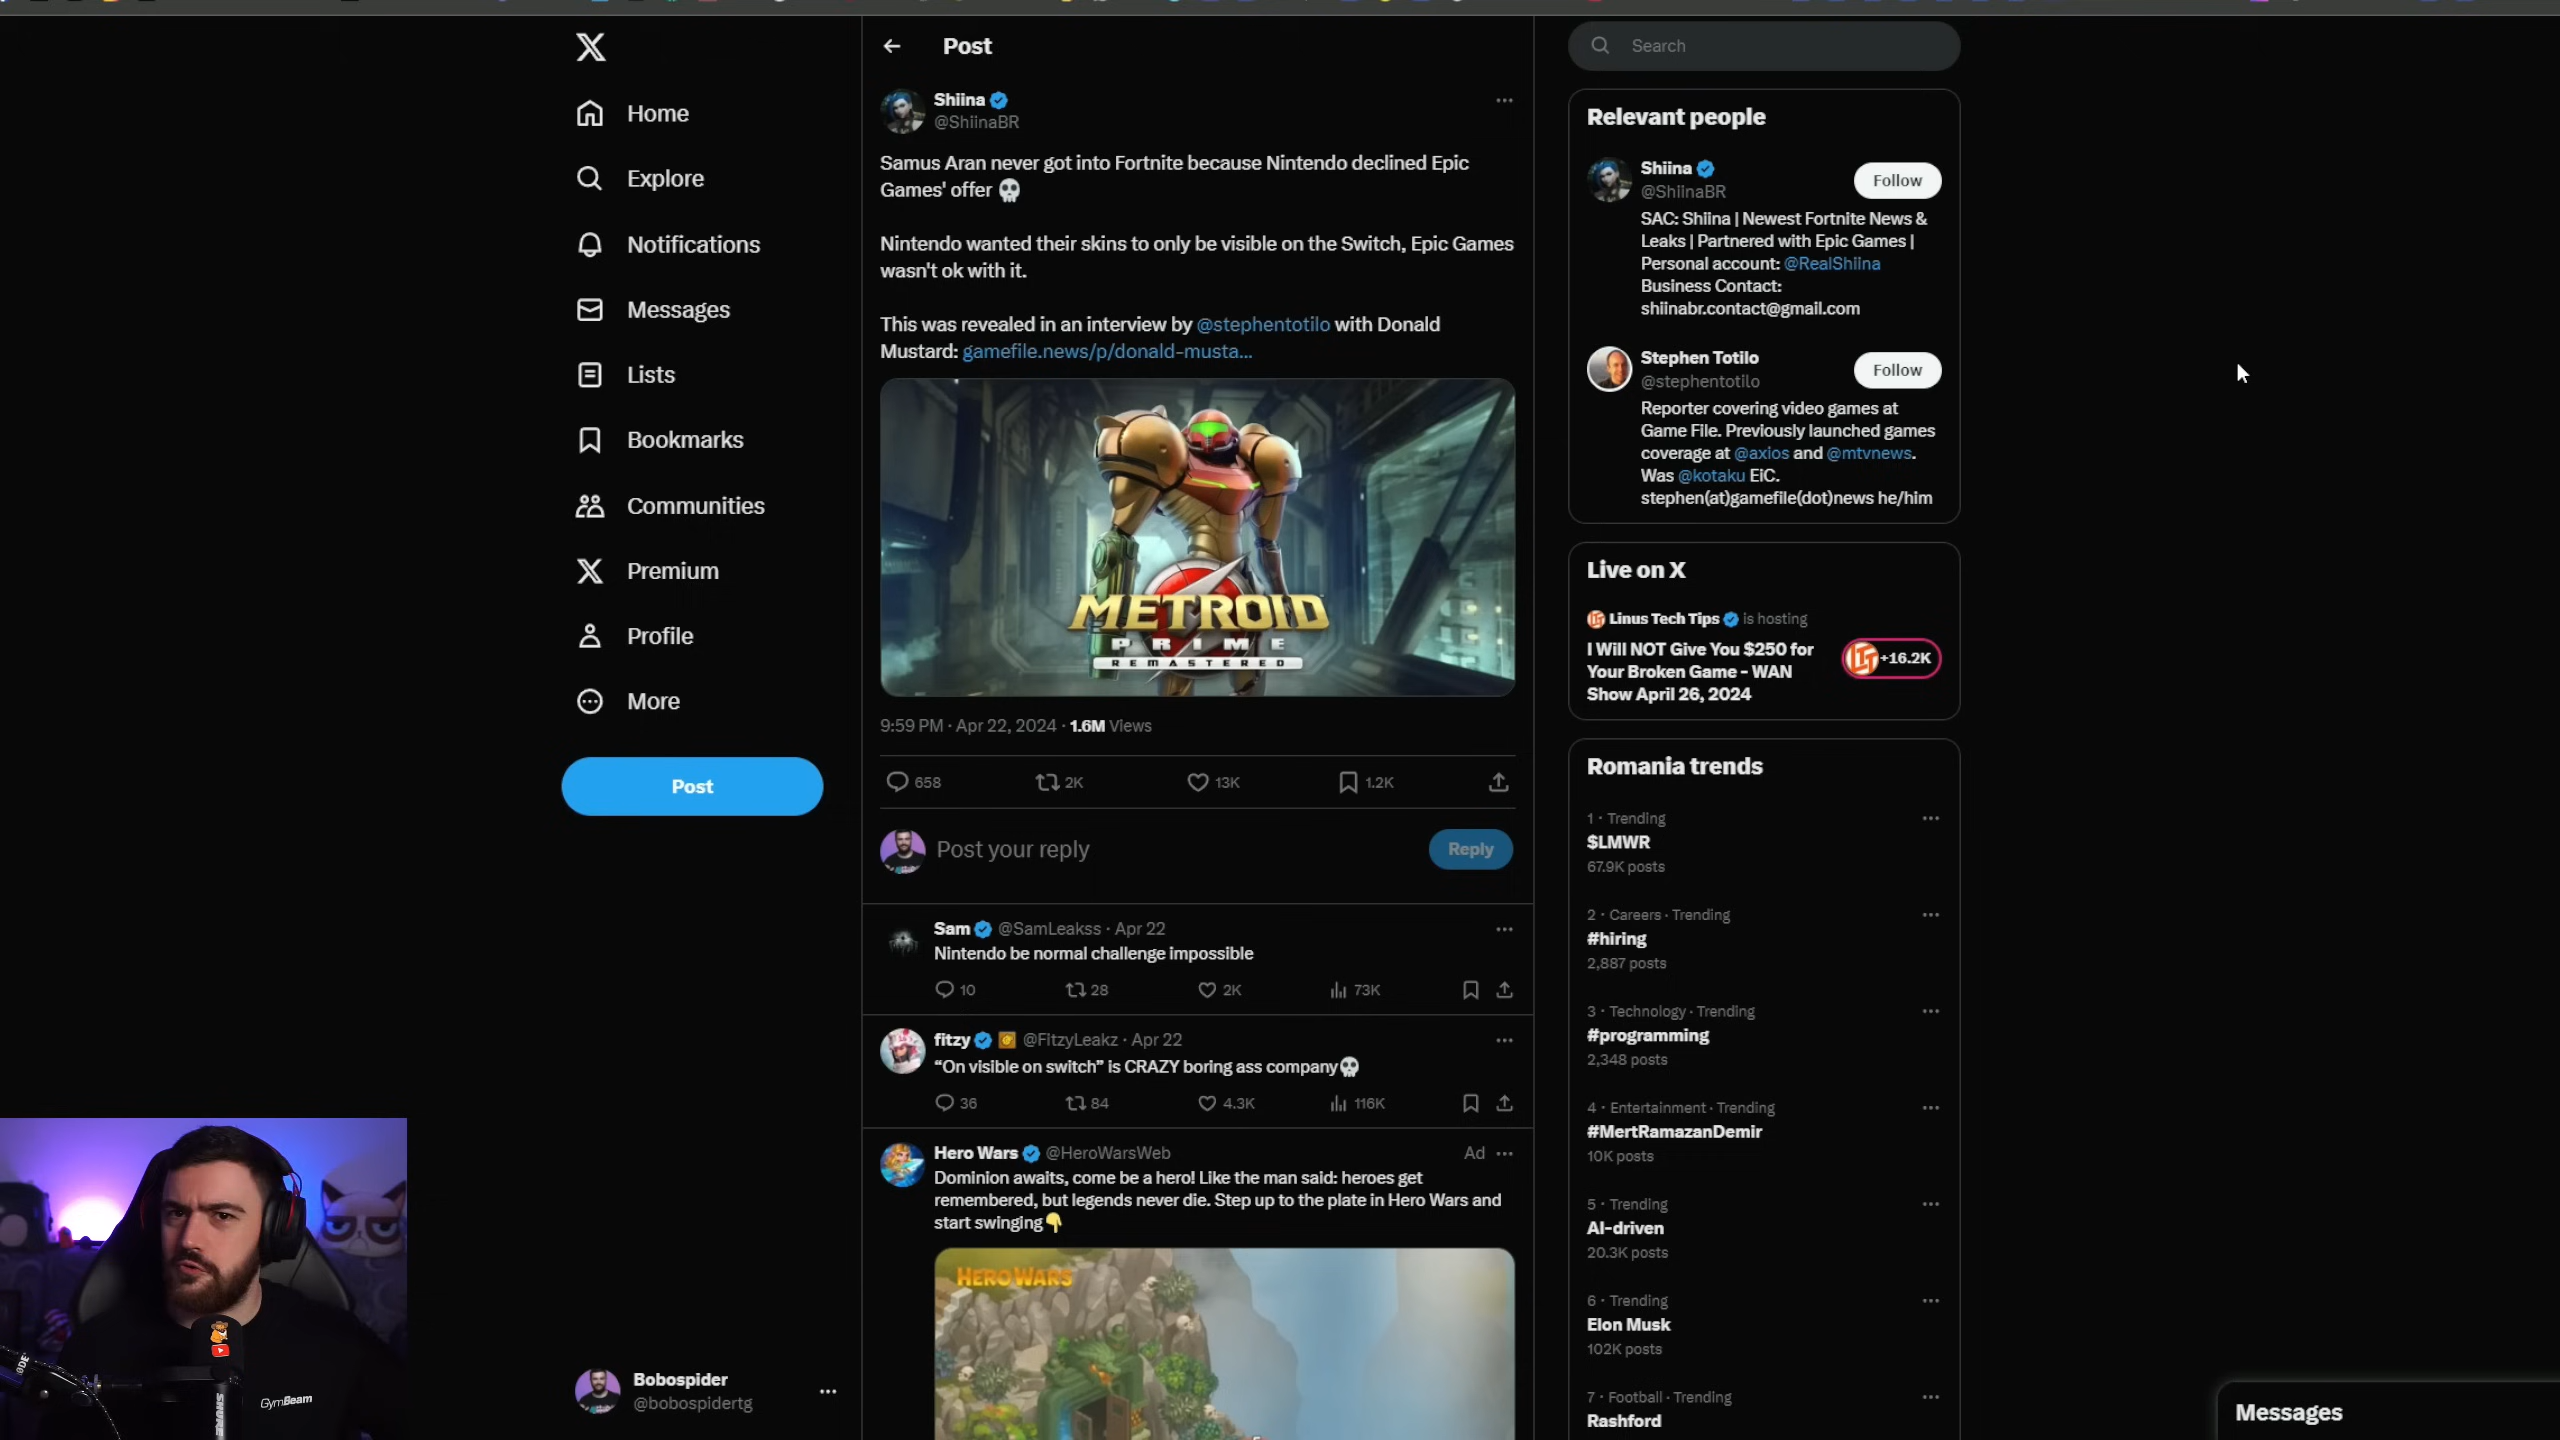 Home
Explore
Notifications
Messages
Lists
Bookmarks
Communities
Premium
Profile
More
Post
Bobospider
@bobospidertg
Post
Shiina
@ShiinaBR
Samus Aran never got into Fortnite because Nintendo declined Epic
Games' offer 💀
Nintendo wanted their skins to only be visible on the Switch, Epic Games
wasn't ok with it.
This was revealed in an interview by @stephentotilo with Donald
Mustard: gamefile.news/p/donald-musta...
METROID
PRIME
REMASTERED
9:59 PM · Apr 22, 2024 · 1.6M Views
658 2K 13K 1.2K
Post your reply
Reply
Sam @SamLeakss · Apr 22
Nintendo be normal challenge impossible
10 28 2K 73K
fitzy @FItzyLeakz · Apr 22
“On visible on switch” is CRAZY boring ass company💀
36 84 4.3K 116K
Hero Wars @HeroWarsWeb Ad
Dominion awaits, come be a hero! Like the man said: heroes get
remembered, but legends never die. Step up to the plate in Hero Wars and
start swinging👇
HERO WARS
Search
Relevant people
Shiina
@ShiinaBR
Follow
SAC: Shiina | Newest Fortnite News &
Leaks | Partnered with Epic Games |
Personal account: @RealShiina
Business Contact:
shiinabr.contact@gmail.com
Stephen Totilo
@stephentotilo
Follow
Reporter covering video games at
Game File. Previously launched games
coverage at @axios and @mtvnews.
Was @kotaku EiC.
stephen(at)gamefile(dot)news he/him
Live on X
Linus Tech Tips is hosting
I Will NOT Give You $250 for
Your Broken Game - WAN
Show April 26, 2024
+16.2K
Romania trends
1 · Trending
$LMWR
67.9K posts
2 · Careers · Trending
#hiring
2,887 posts
3 · Technology · Trending
#programming
2,348 posts
4 · Entertainment · Trending
#MertRamazanDemir
10K posts
5 · Trending
AI-driven
20.3K posts
6 · Trending
Elon Musk
102K posts
7 · Football · Trending
Rashford
Messages
GymBeam
SHURE